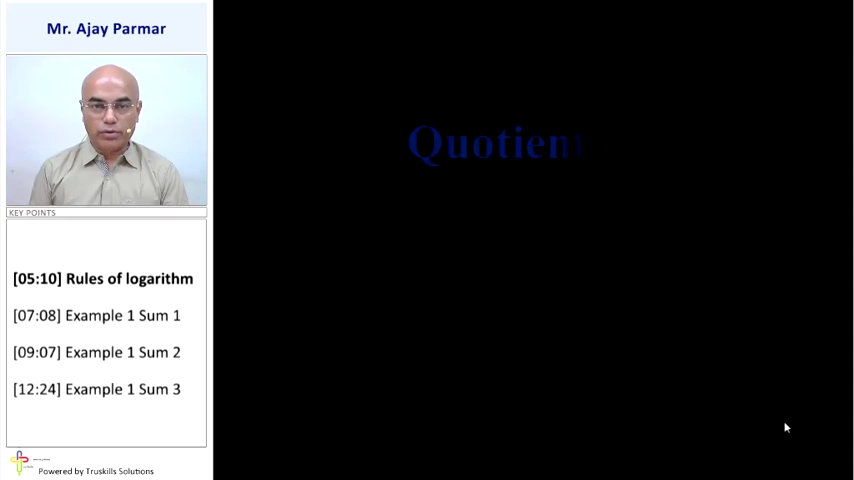 Mr. Ajay Parmar
Quotient
KEY POINTS
[05:10] Rules of logarithm
[07:08] Example 1 Sum 1
[09:07] Example 1 Sum 2
[12:24] Example 1 Sum 3
Powered by Truskills Solutions